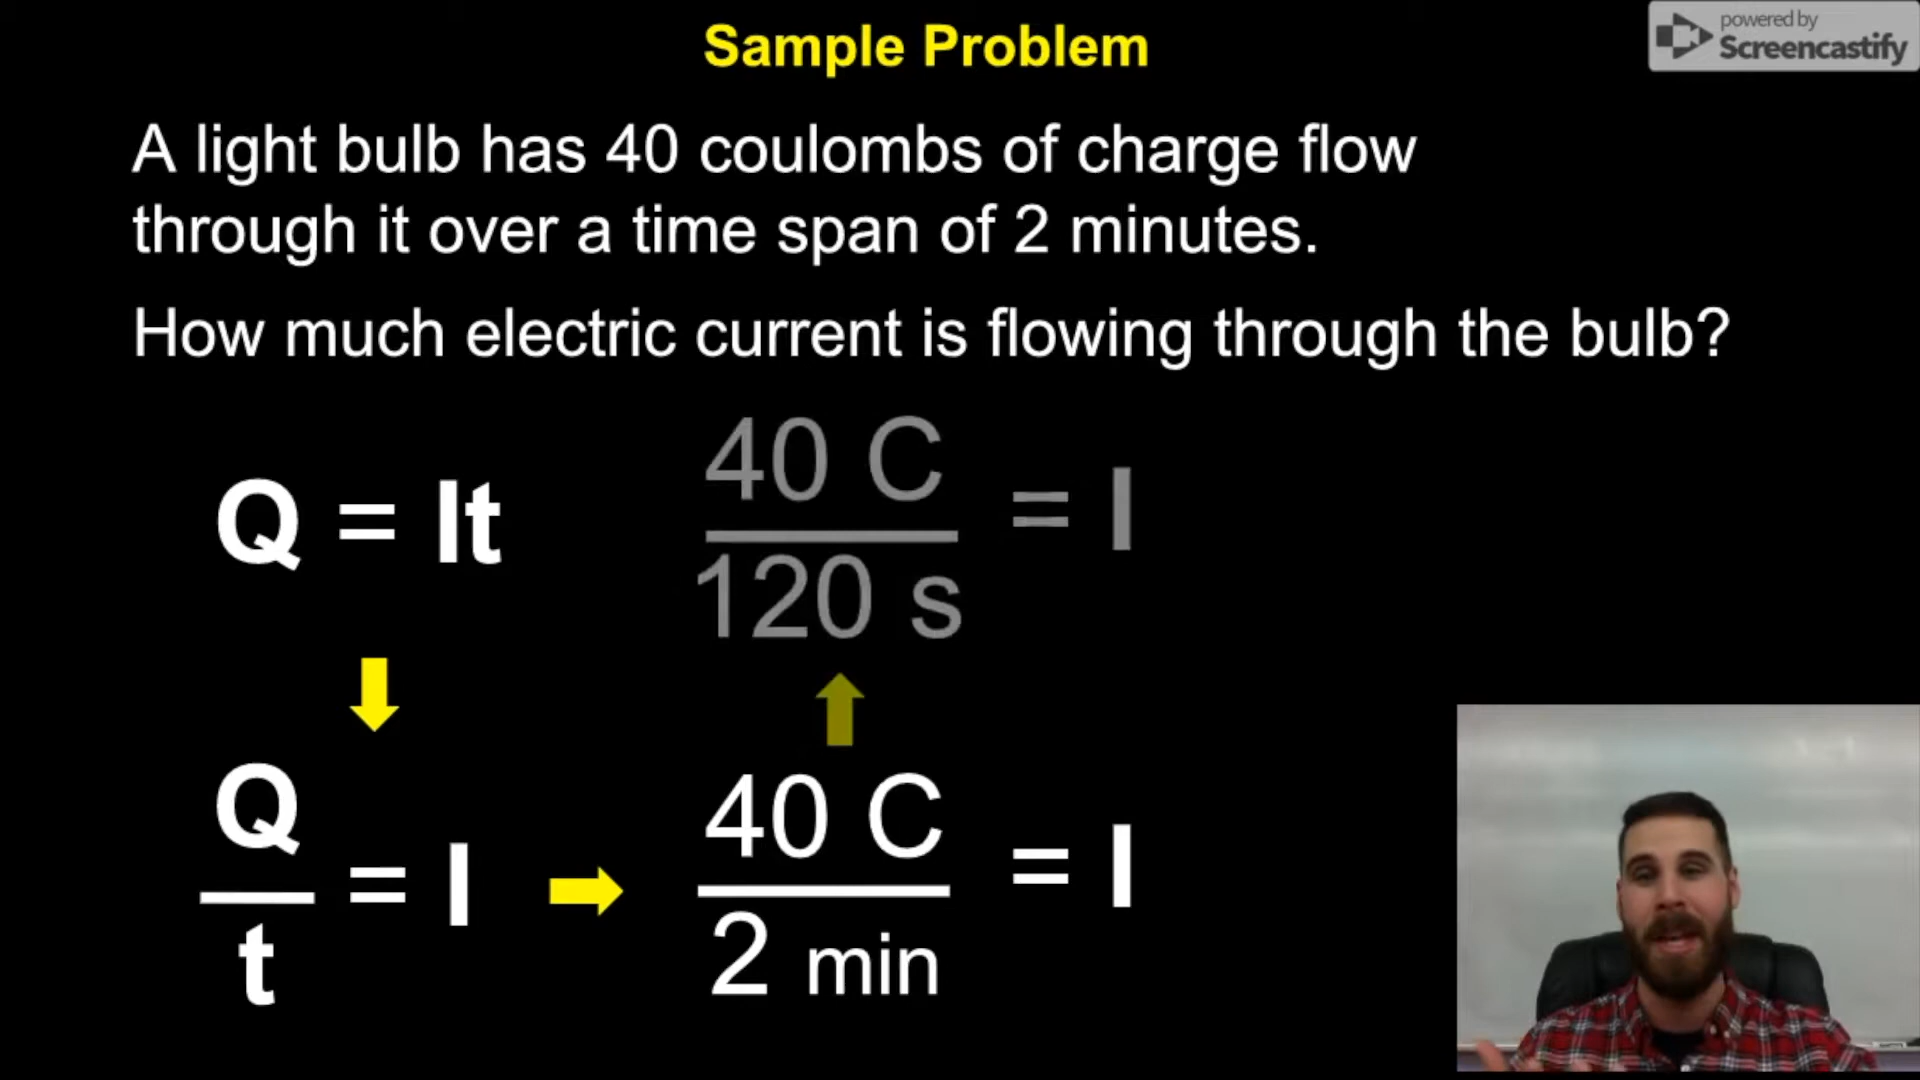 Sample Problem
powered by
Screencastify
A light bulb has 40 coulombs of charge flow
through it over a time span of 2 minutes.
How much electric current is flowing through the bulb?
Q = It
40 C
120 s
= I
Q
t
= I
40 C
2 min
= I